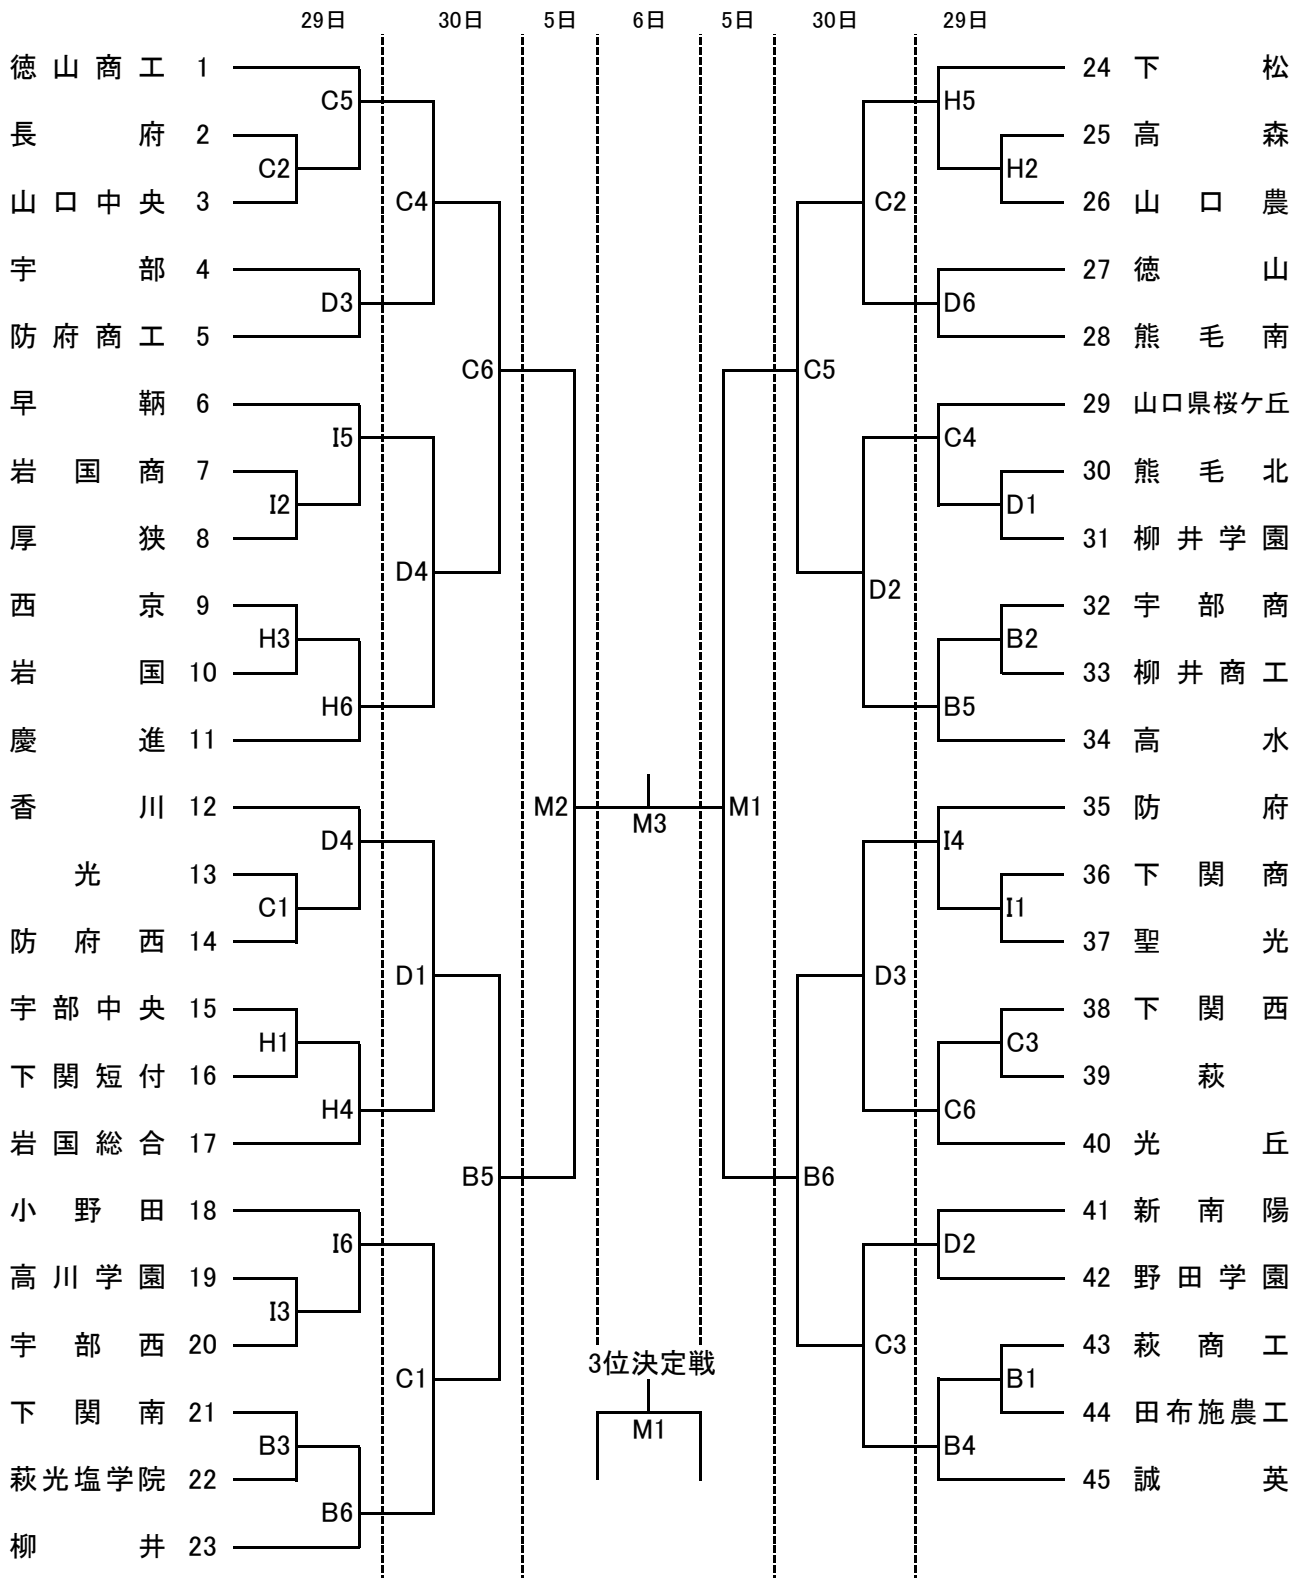 29日 30日 5日 6日 5日 30日 29日
徳山商工 1 24 下松
C5 H5
長府 2 25 高森
C2 H2
山口中央 3 C4 C2 26 山口農
宇部 4 27 徳山
D3 D6
防府商工 5 28 熊毛南
C6 C5
早鞆 6 29 山口県桜ケ丘
I5 C4
岩国商 7 30 熊毛北
I2 D1
厚狭 8 31 柳井学園
D4 D2
西京 9 32 宇部商
H3 B2
岩国 10 33 柳井商工
H6 B5
慶進 11 34 高水
香川 12 M2 M3 M1 35 防府
D4 I4
光 13 36 下関商
C1 I1
防府西 14 37 聖光
D1 D3
宇部中央 15 38 下関西
H1 C3
下関短付 16 39 萩
H4 C6
岩国総合 17 40 光丘
B5 B6
小野田 18 41 新南陽
I6 D2
高川学園 19 42 野田学園
I3
宇部西 20 C3 43 萩商工
3位決定戦
C1 B1
下関南 21 44 田布施農工
M1
B3 B4
萩光塩学院 22 45 誠英
B6
柳井 23